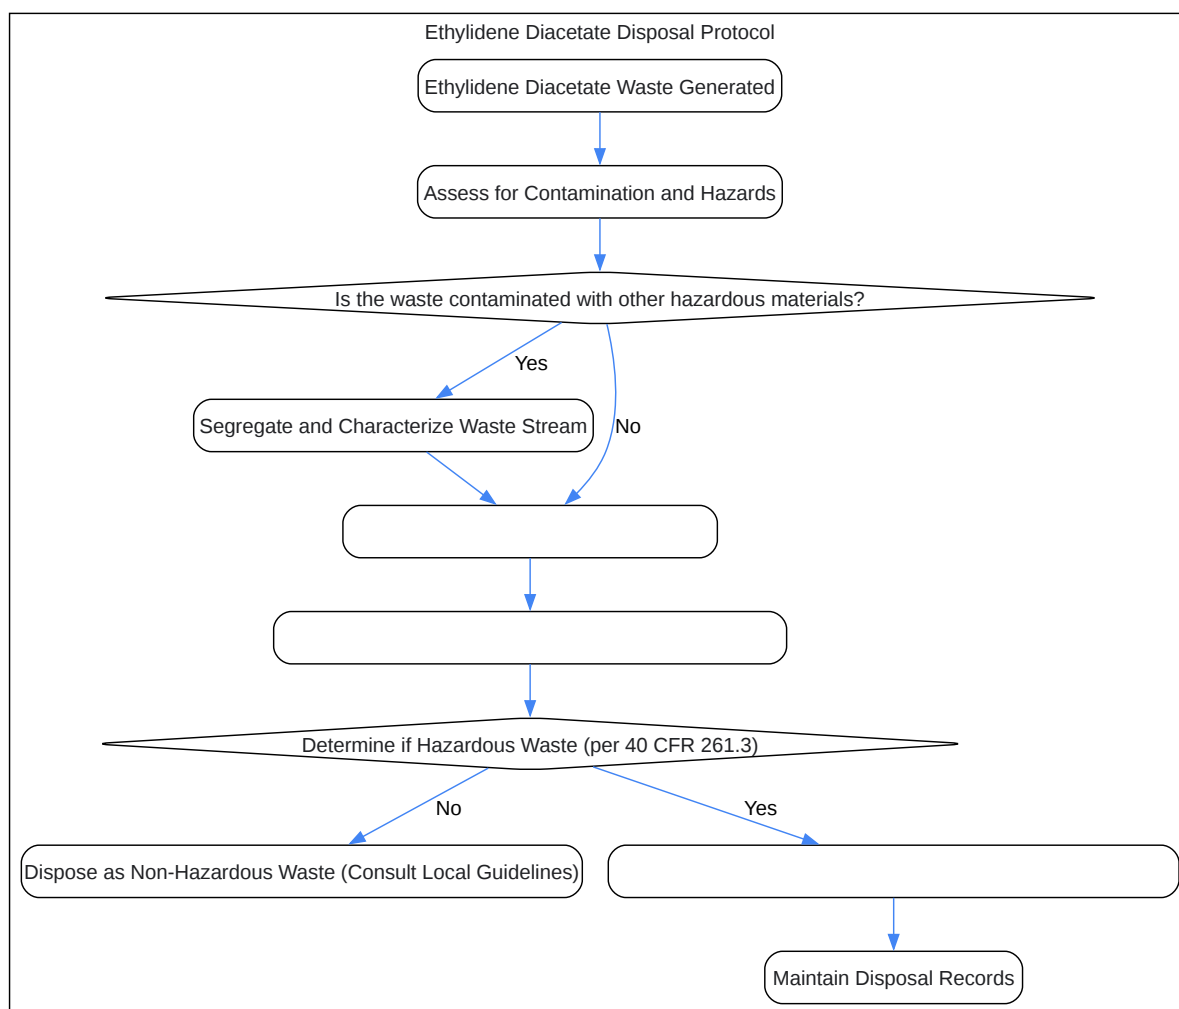 Ethylidene Diacetate Disposal Protocol
Ethylidene Diacetate Waste Generated
Assess for Contamination and Hazards
Is the waste contaminated with other hazardous materials?
Yes
Segregate and Characterize Waste Stream
No
Determine if Hazardous Waste (per 40 CFR 261.3)
No
Yes
Dispose as Non-Hazardous Waste (Consult Local Guidelines)
Maintain Disposal Records